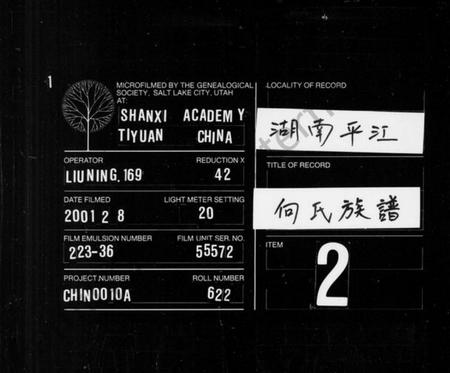 1
MICROFILMED BY THE GENEALOGICAL
SOCIETY, SALT LAKE CITY, UTAH
AT:
SHANXI ACADEMY
TIYUAN CHINA
OPERATOR REDUCTION X
LIUNING.169 42
DATE FILMED LIGHT METER SETTING
2001 2 8 20
FILM EMULSION NUMBER FILM UNIT SER. NO.
223-36 55572
PROJECT NUMBER ROLL NUMBER
CHIN0010A 622
LOCALITY OF RECORD
湖南平江
TITLE OF RECORD
何氏族譜
ITEM
2